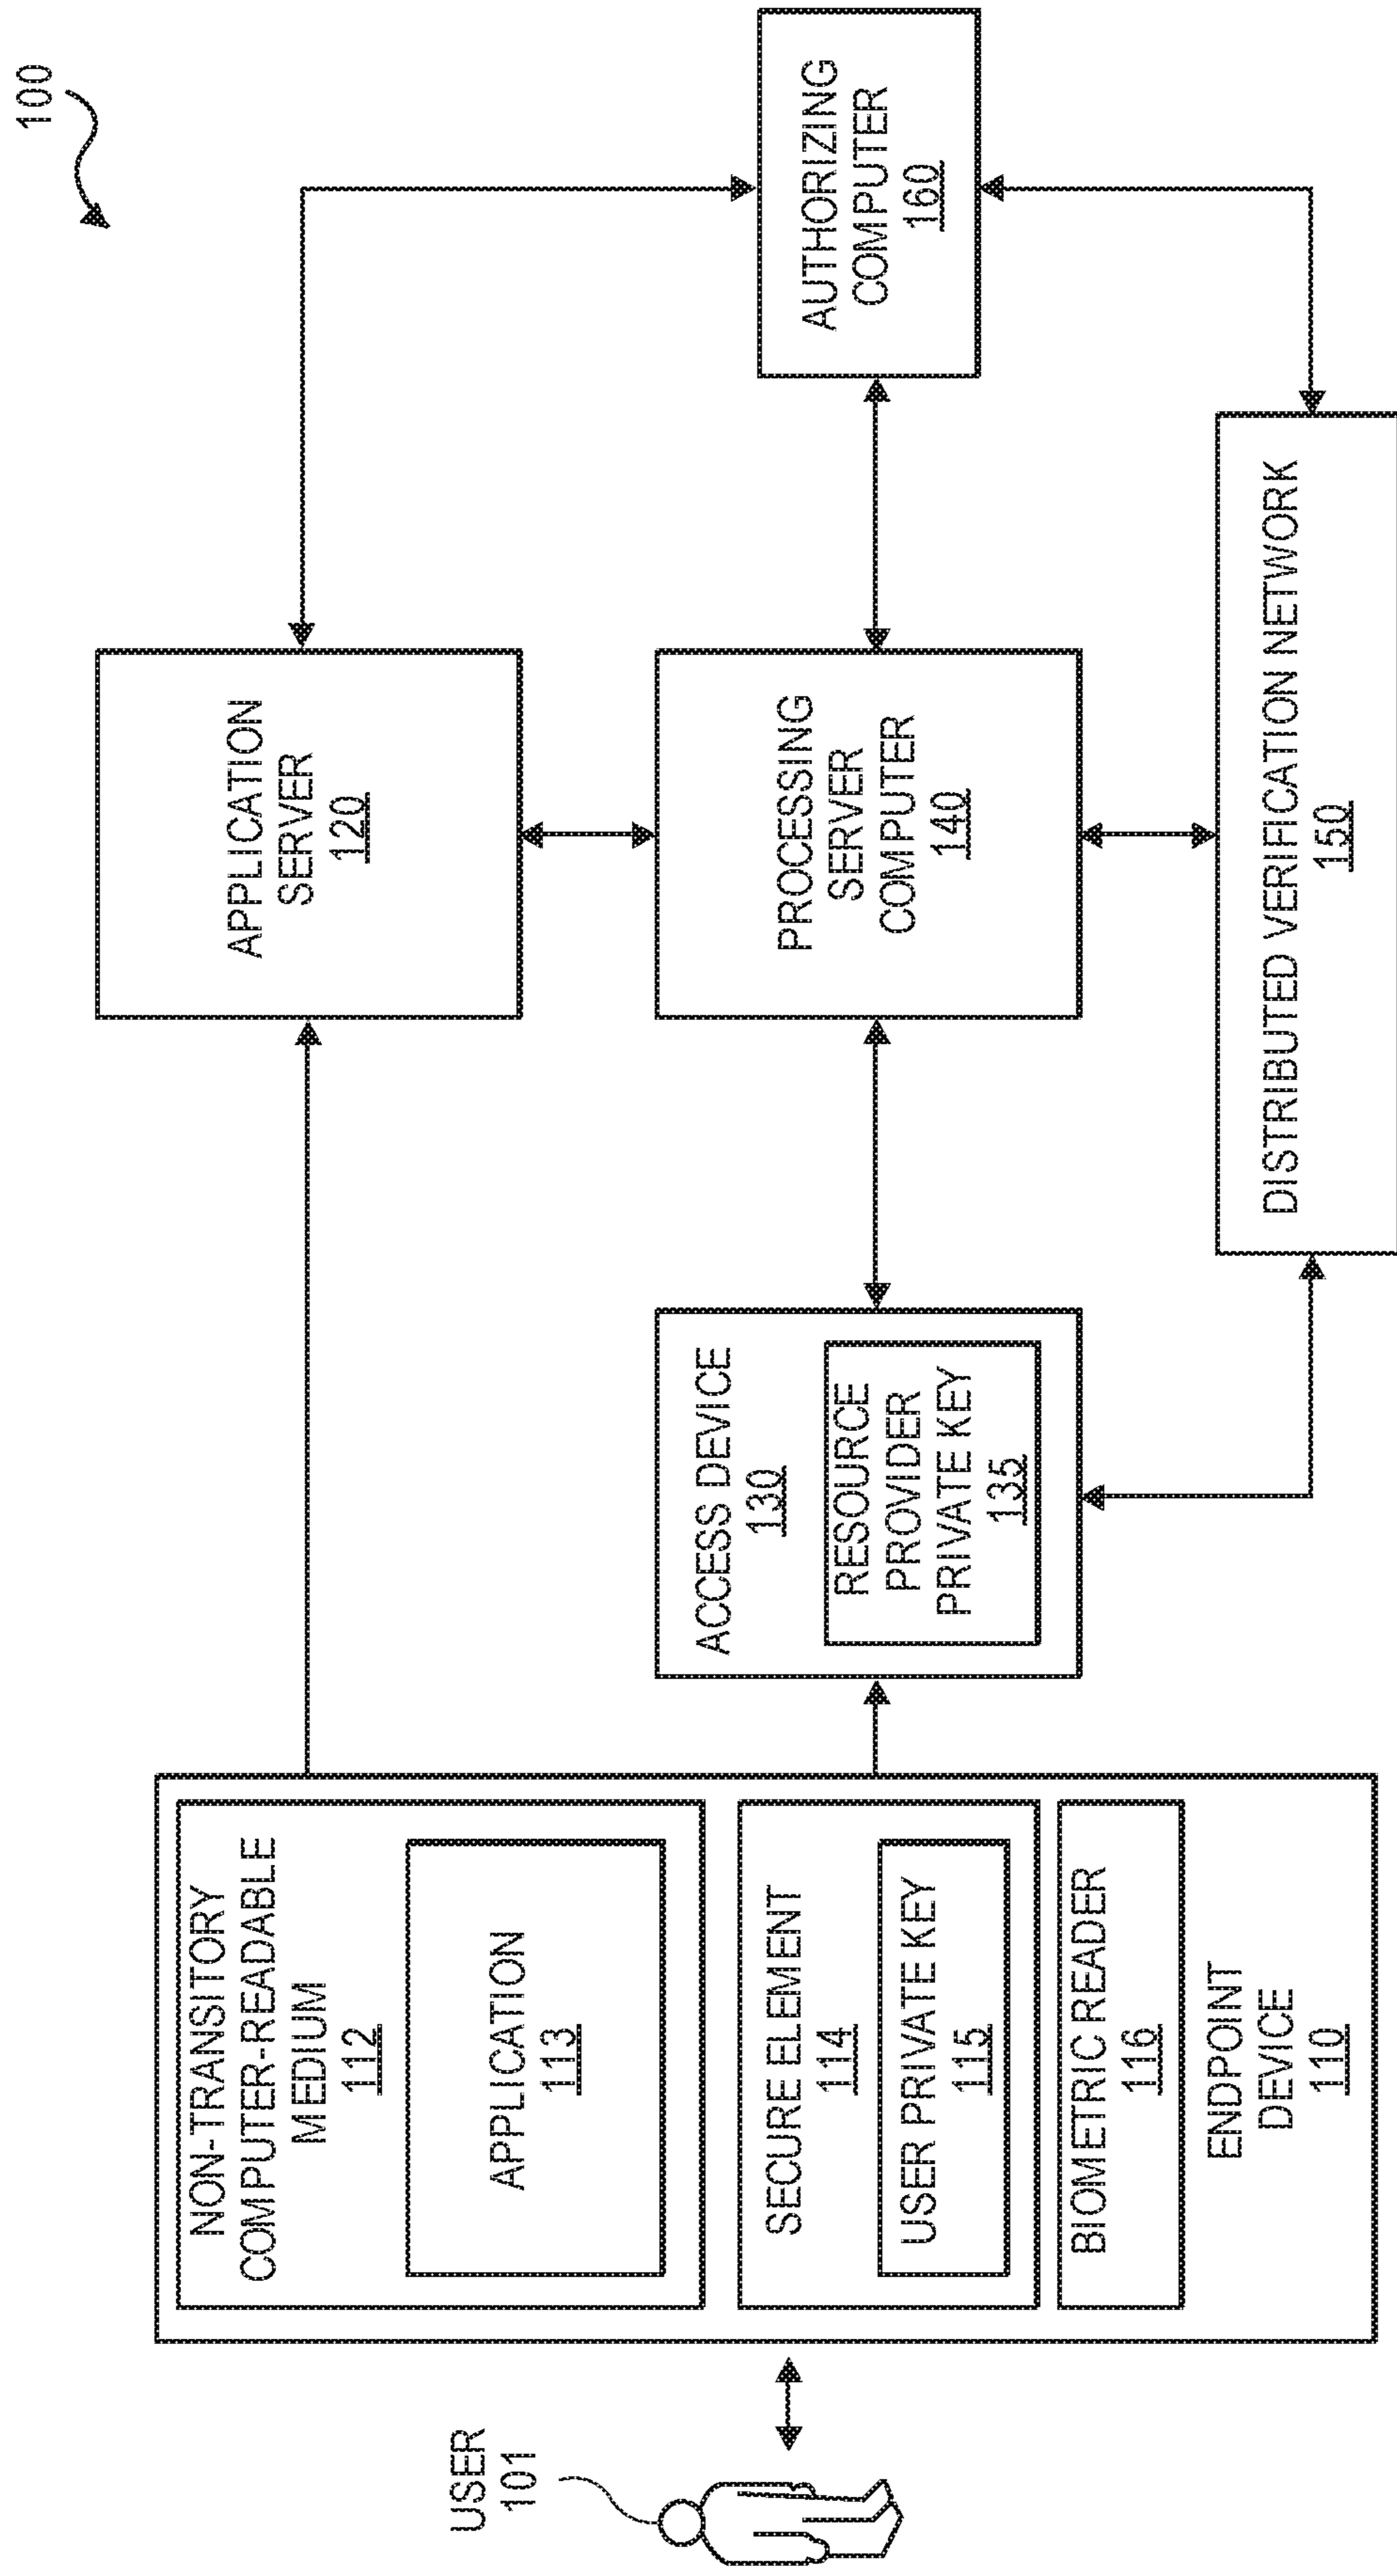 100
USER
101
NON-TRANSITORY
COMPUTER-READABLE
MEDIUM
112
APPLICATION
113
SECURE ELEMENT
114
USER PRIVATE KEY
115
BIOMETRIC READER
116
ENDPOINT
DEVICE
110
ACCESS DEVICE
130
RESOURCE
PROVIDER
PRIVATE KEY
135
APPLICATION
SERVER
120
PROCESSING
SERVER
COMPUTER
140
DISTRIBUTED VERIFICATION NETWORK
150
AUTHORIZING
COMPUTER
160